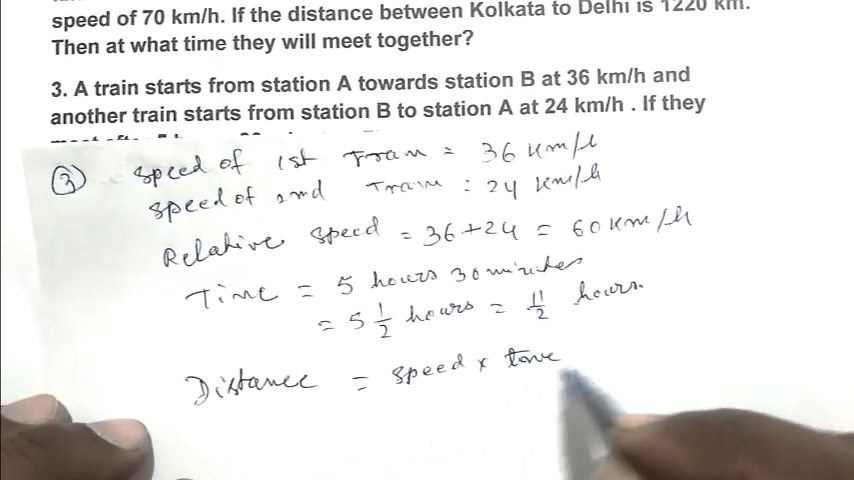 speed of 70 km/h. If the distance between Kolkata to Delhi is 1220 km.
Then at what time they will meet together?
3. A train starts from station A towards station B at 36 km/h and
another train starts from station B to station A at 24 km/h . If they
(3) Speed of 1st Train = 36 km/h
Speed of 2nd Train = 24 km/h
Relative speed = 36+24 = 60 km/h
Time = 5 hours 30 minutes
= 5 1/2 hours = 11/2 hours.
Distance = speed x time